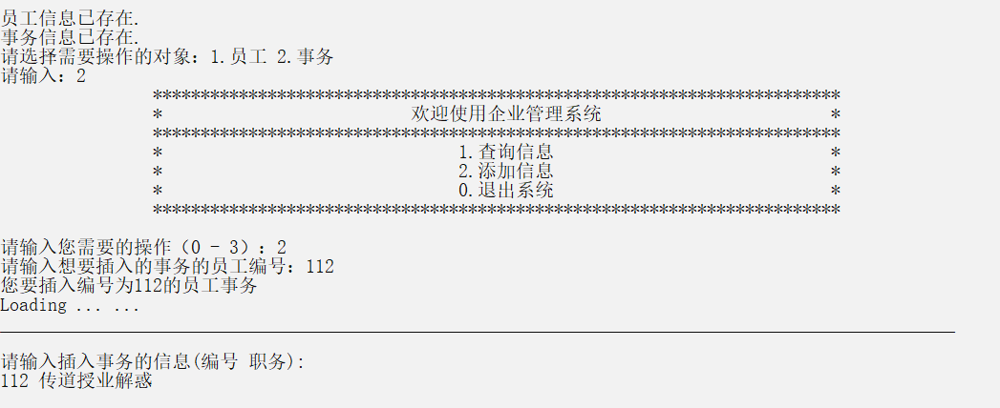 员工信息已存在.
事务信息已存在.
请选择需要操作的对象：1.员工 2.事务
请输入：2
************************************************************************
* 欢迎使用企业管理系统 *
************************************************************************
* 1.查询信息 *
* 2.添加信息 *
* 0.退出系统 *
************************************************************************
请输入您需要的操作（0 - 3）：2
请输入想要插入的事务的员工编号：112
您要插入编号为112的员工事务
Loading ... ...
____________________________________________________________________________________________________
请输入插入事务的信息(编号 职务):
112 传道授业解惑